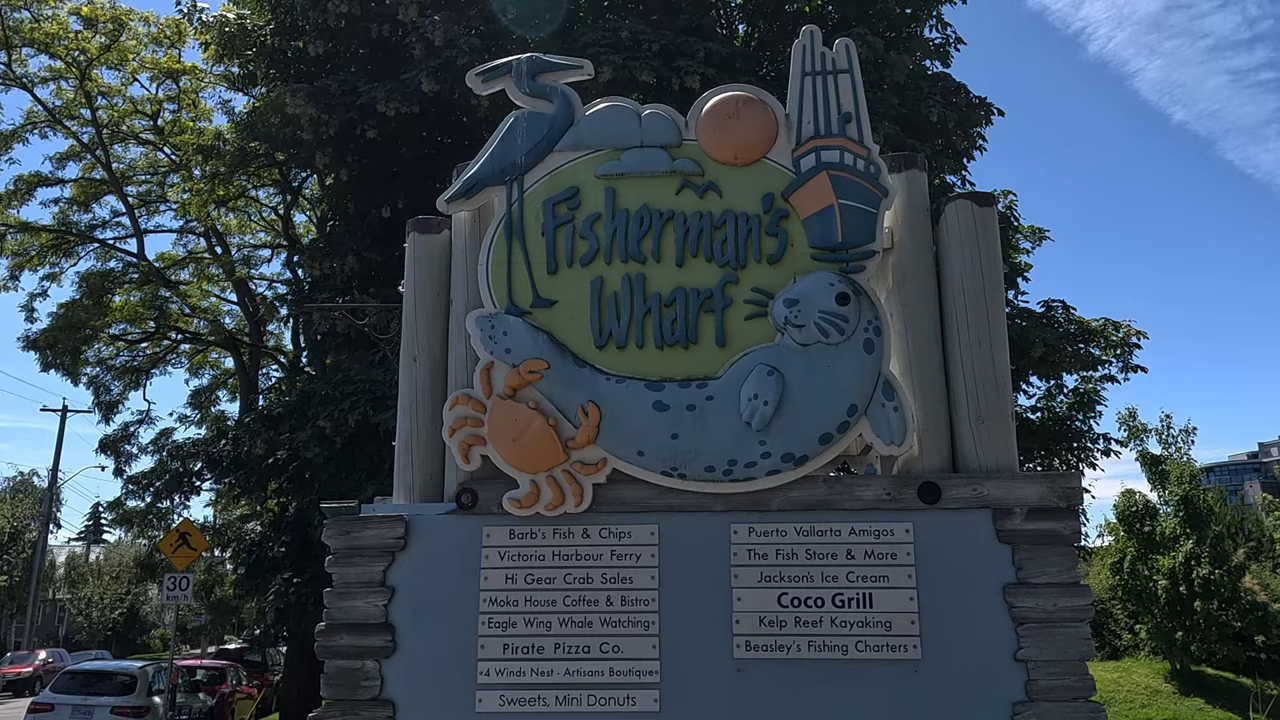 Fisherman's
Wharf
Barb's Fish & Chips
Victoria Harbour Ferry
Hi Gear Crab Sales
Moka House Coffee & Bistro
Eagle Wing Whale Watching
Pirate Pizza Co.
4 Winds Nest - Artisans Boutique
Sweets, Mini Donuts
Puerto Vallarta Amigos
The Fish Store & More
Jackson's Ice Cream
Coco Grill
Kelp Reef Kayaking
Beasley's Fishing Charters
30
km/h